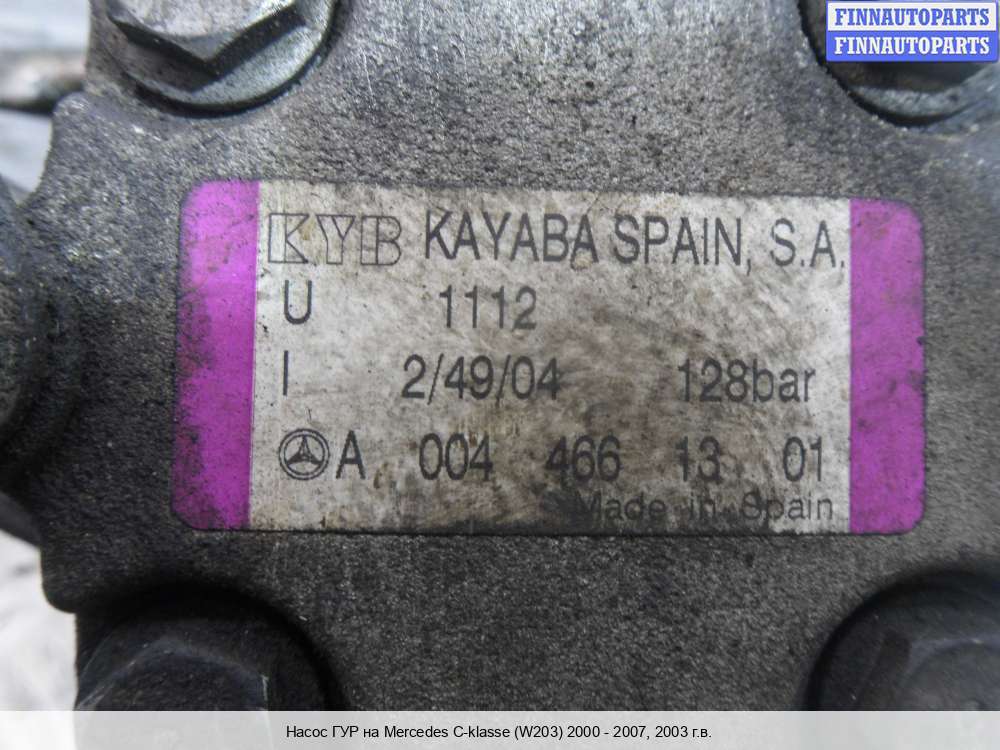 FINNAUTOPARTS
FINNAUTOPARTS
KYB KAYABA SPAIN, S.A.
U 1112
I 2/49/04 128bar
A 004 466 13 01
Made in Spain
Насос ГУР на Mercedes C-klasse (W203) 2000 - 2007, 2003 г.в.